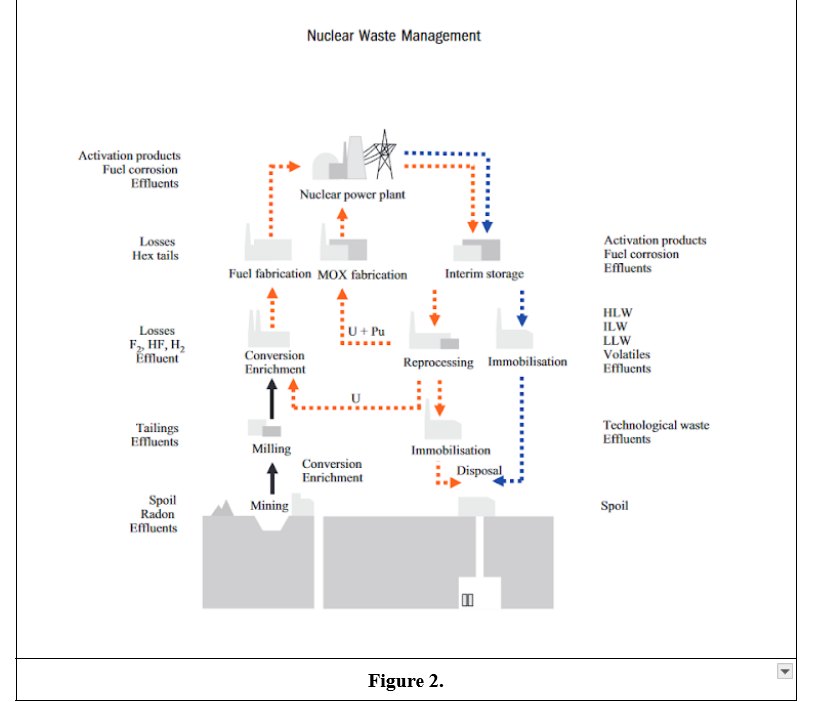 Nuclear Waste Management
Activation products
Fuel corrosion
Effluents
Nuclear power plant
Losses
Hex tails
Fuel fabrication
MOX fabrication
Interim storage
Activation products
Fuel corrosion
Effluents
Losses
F2, HF, H2
Effluent
Conversion
Enrichment
U + Pu
Reprocessing
Immobilisation
HLW
ILW
LLW
Volatiles
Effluents
U
Tailings
Effluents
Milling
Immobilisation
Technological waste
Effluents
Conversion
Enrichment
Disposal
Spoil
Radon
Effluents
Mining
Spoil
Figure 2.